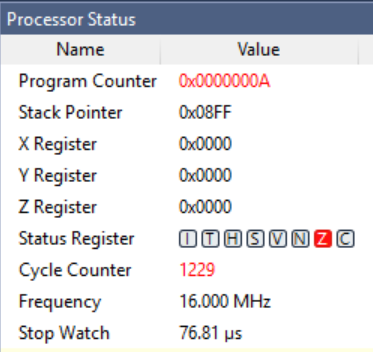 Processor Status
Name Value
Program Counter 0x0000000A
Stack Pointer 0x08FF
X Register 0x0000
Y Register 0x0000
Z Register 0x0000
Status Register I T H S V N Z C
Cycle Counter 1229
Frequency 16.000 MHz
Stop Watch 76.81 µs